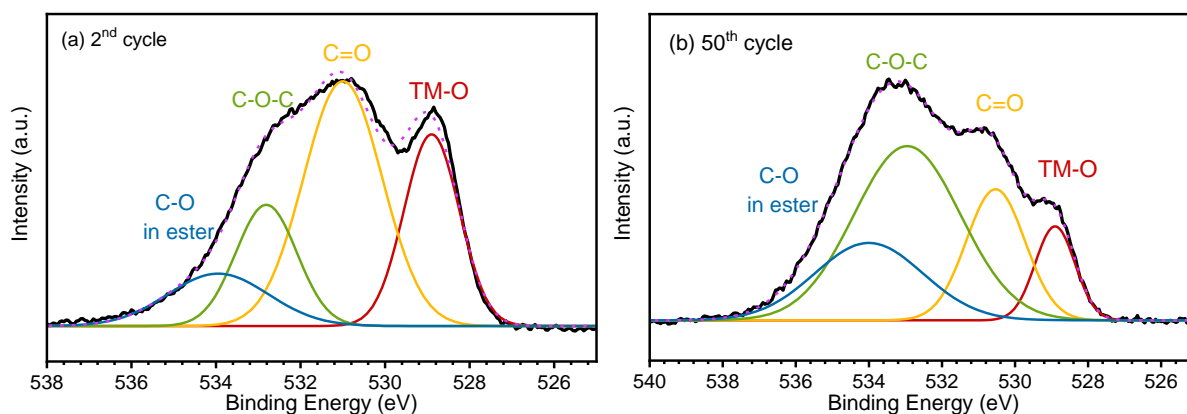 (a) 2nd cycle
C=O
C-O-C
TM-O
C-O
in ester
Intensity (a.u.)
538 536 534 532 530 528 526
Binding Energy (eV)
(b) 50th cycle
C-O-C
C=O
TM-O
C-O
in ester
Intensity (a.u.)
540 538 536 534 532 530 528 526
Binding Energy (eV)